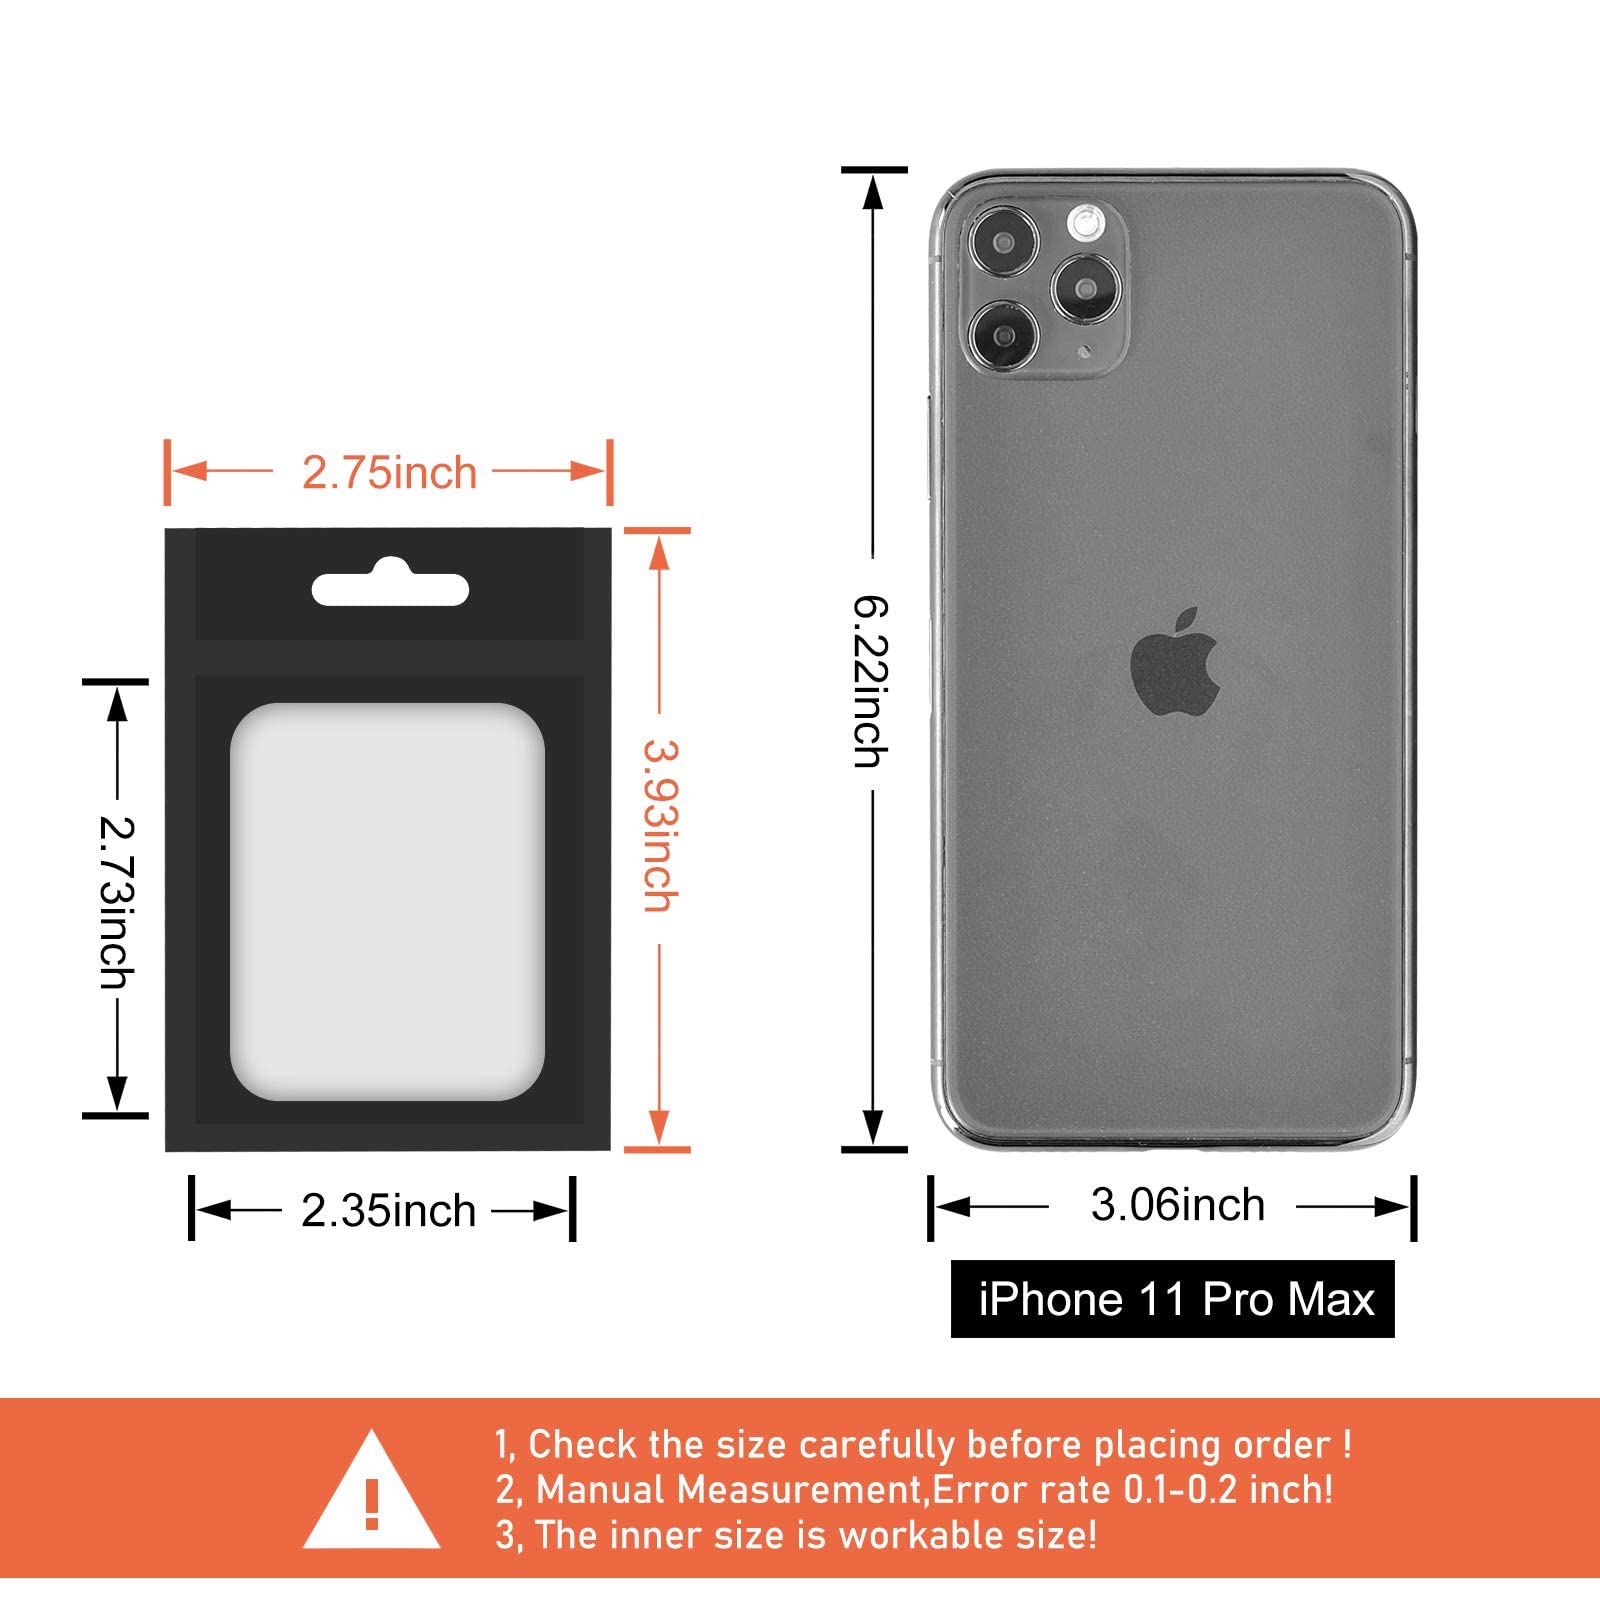 2.75inch
3.93inch
2.73inch
2.35inch
6.22inch
3.06inch
iPhone 11 Pro Max
1, Check the size carefully before placing order !
2, Manual Measurement,Error rate 0.1-0.2 inch!
3, The inner size is workable size!